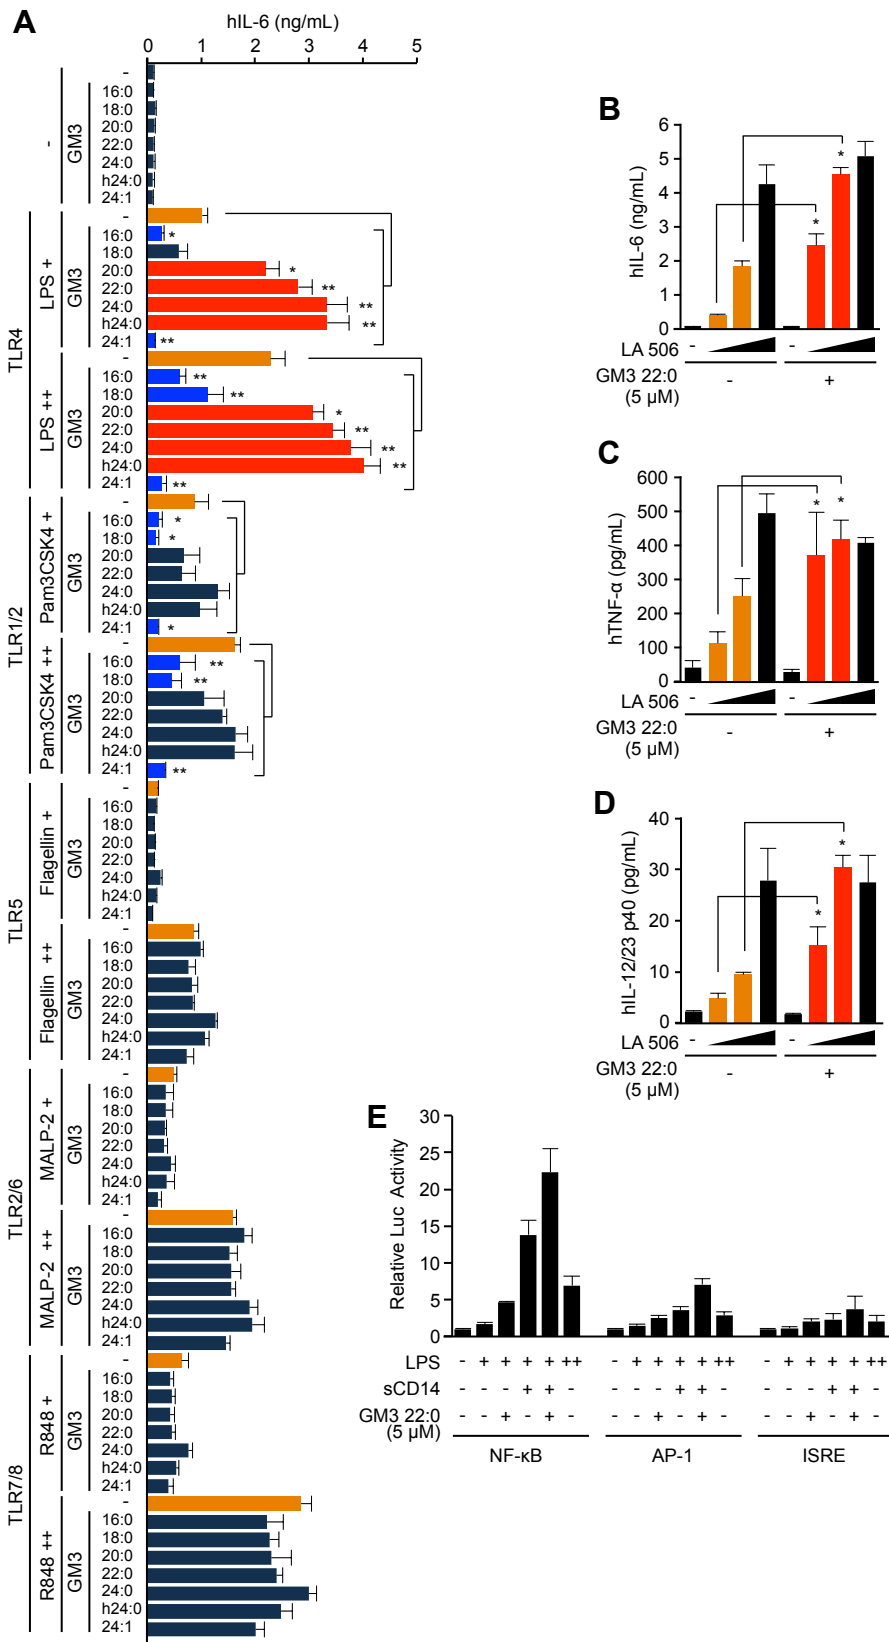 A
hIL-6 (ng/mL)
0 1 2 3 4 5
-
GM3
-
16:0
18:0
20:0
22:0
24:0
h24:0
24:1
TLR4
LPS +
GM3
-
16:0 *
18:0
20:0 *
22:0 **
24:0 **
h24:0 **
24:1 **
LPS ++
GM3
-
16:0 **
18:0 **
20:0 *
22:0 **
24:0 **
h24:0 **
24:1 **
TLR1/2
Pam3CSK4 +
GM3
-
16:0 *
18:0 *
20:0
22:0
24:0
h24:0
24:1 *
Pam3CSK4 ++
GM3
-
16:0 **
18:0 **
20:0
22:0
24:0
h24:0
24:1 **
TLR5
Flagellin +
GM3
-
16:0
18:0
20:0
22:0
24:0
h24:0
24:1
Flagellin ++
GM3
-
16:0
18:0
20:0
22:0
24:0
h24:0
24:1
TLR2/6
MALP-2 +
GM3
-
16:0
18:0
20:0
22:0
24:0
h24:0
24:1
MALP-2 ++
GM3
-
16:0
18:0
20:0
22:0
24:0
h24:0
24:1
TLR7/8
R848 +
GM3
-
16:0
18:0
20:0
22:0
24:0
h24:0
24:1
R848 ++
GM3
-
16:0
18:0
20:0
22:0
24:0
h24:0
24:1
B
hIL-6 (ng/mL)
6
5
4
3
2
1
0
* *
LA 506 - -
GM3 22:0 - +
(5 μM)
C
hTNF-α (pg/mL)
600
500
400
300
200
100
0
* *
LA 506 - -
GM3 22:0 - +
(5 μM)
D
hIL-12/23 p40 (pg/mL)
40
30
20
10
0
* *
LA 506 - -
GM3 22:0 - +
(5 μM)
E
Relative Luc Activity
30
25
20
15
10
5
0
LPS - + + + + ++ - + + + + ++ - + + + + ++
sCD14 - - - + + - - - - + + - - - - + + -
GM3 22:0 - - + - + - - - + - + - - - + - + -
(5 μM)
NF-κB AP-1 ISRE